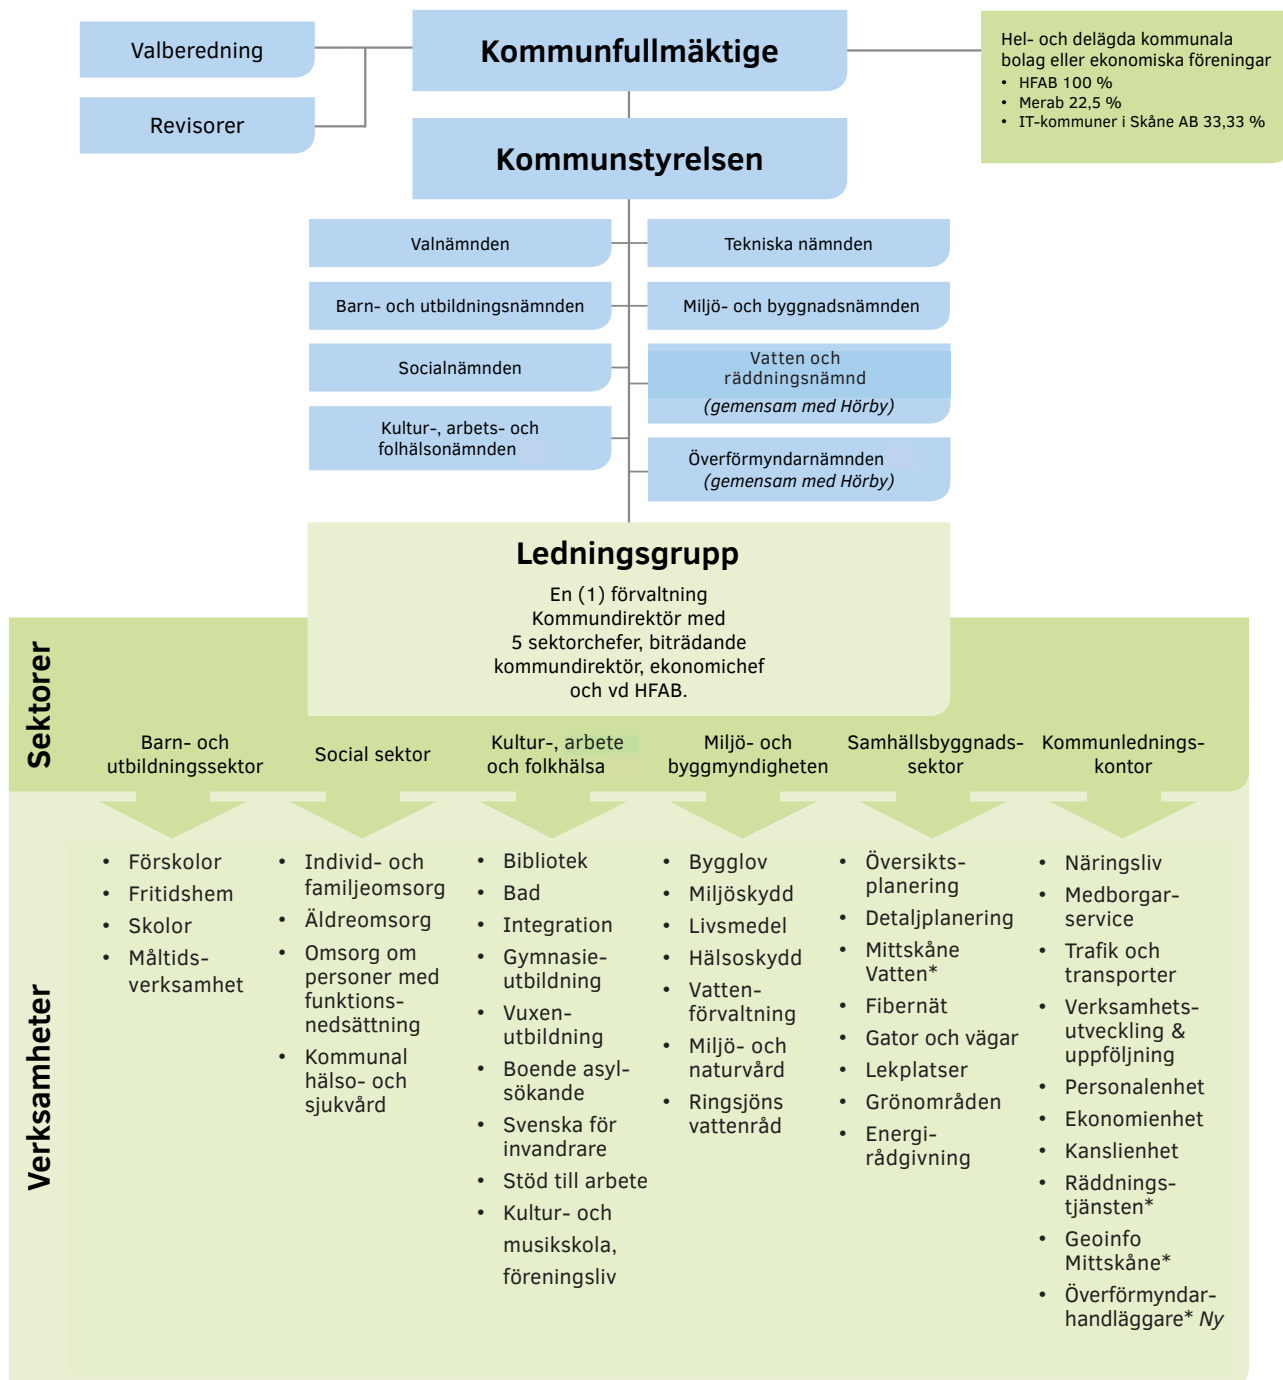 Valberedning
Revisorer
Kommunfullmäktige
Hel- och delägda kommunala
bolag eller ekonomiska föreningar
• HFAB 100 %
• Merab 22,5 %
• IT-kommuner i Skåne AB 33,33 %
Kommunstyrelsen
Valnämnden
Tekniska nämnden
Barn- och utbildningsnämnden
Miljö- och byggnadsnämnden
Socialnämnden
Vatten och
räddningsnämnd
(gemensam med Hörby)
Kultur-, arbets- och
folhälsonämnden
Överförmyndarnämnden
(gemensam med Hörby)
Ledningsgrupp
En (1) förvaltning
Kommundirektör med
5 sektorchefer, biträdande
kommundirektör, ekonomichef
och vd HFAB.
Sektorer
Barn- och
utbildningssektor
Social sektor
Kultur-, arbete
och folkhälsa
Miljö- och
byggmyndigheten
Samhällsbyggnads-
sektor
Kommunlednings-
kontor
Verksamheter
• Förskolor
• Fritidshem
• Skolor
• Måltids-
verksamhet
• Individ- och
familjeomsorg
• Äldreomsorg
• Omsorg om
personer med
funktions-
nedsättning
• Kommunal
hälso- och
sjukvård
• Bibliotek
• Bad
• Integration
• Gymnasie-
utbildning
• Vuxen-
utbildning
• Boende asyl-
sökande
• Svenska för
invandrare
• Stöd till arbete
• Kultur- och
musikskola,
föreningsliv
• Bygglov
• Miljöskydd
• Livsmedel
• Hälsoskydd
• Vatten-
förvaltning
• Miljö- och
naturvård
• Ringsjöns
vattenråd
• Översikts-
planering
• Detaljplanering
• Mittskåne
Vatten*
• Fibernät
• Gator och vägar
• Lekplatser
• Grönområden
• Energi-
rådgivning
• Näringsliv
• Medborgar-
service
• Trafik och
transporter
• Verksamhets-
utveckling &
uppföljning
• Personalenhet
• Ekonomienhet
• Kanslienhet
• Räddnings-
tjänsten*
• Geoinfo
Mittskåne*
• Överförmyndar-
handläggare* Ny